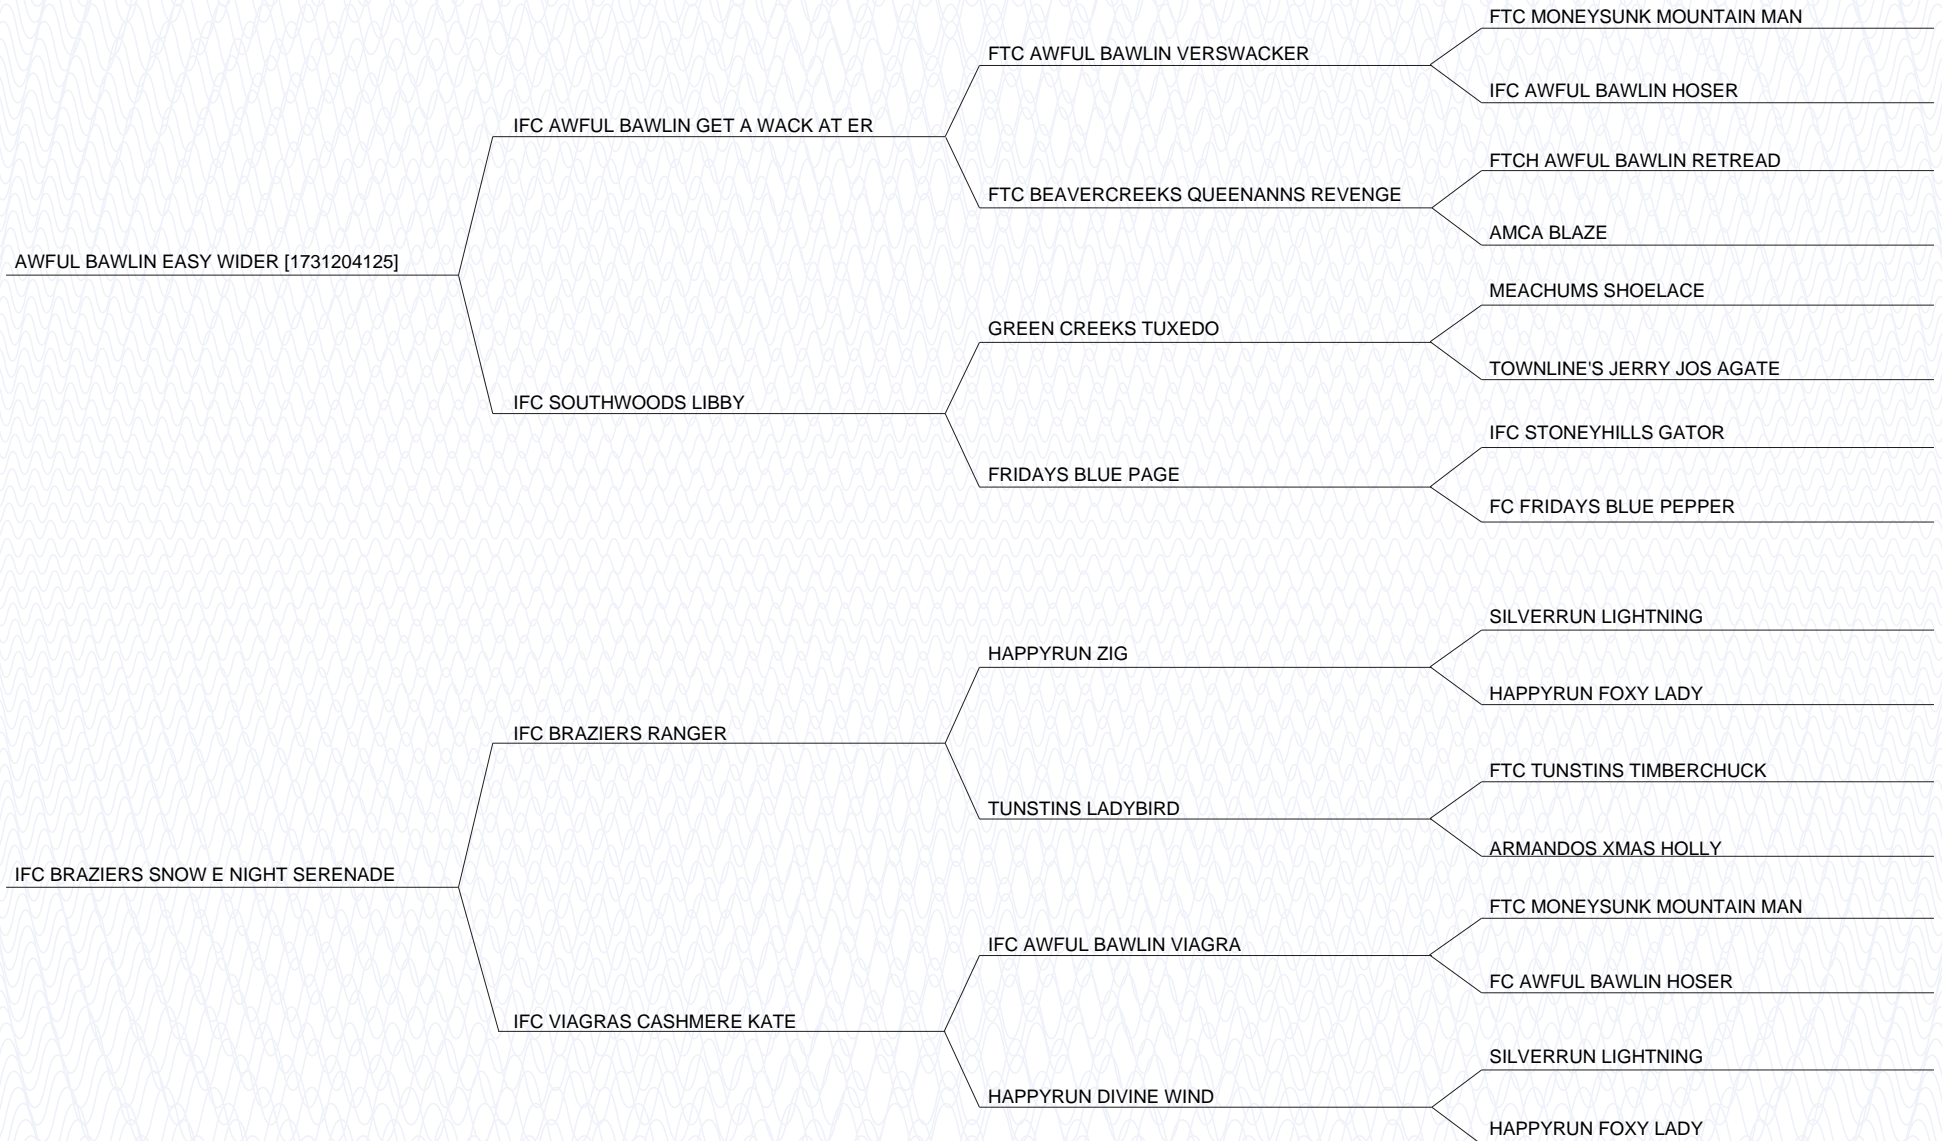 FTC MONEYSUNK MOUNTAIN MAN
FTC AWFUL BAWLIN VERSWACKER
IFC AWFUL BAWLIN HOSER
IFC AWFUL BAWLIN GET A WACK AT ER
FTCH AWFUL BAWLIN RETREAD
FTC BEAVERCREEKS QUEENANNS REVENGE
AMCA BLAZE
AWFUL BAWLIN EASY WIDER [1731204125]
MEACHUMS SHOELACE
GREEN CREEKS TUXEDO
TOWNLINE'S JERRY JOS AGATE
IFC SOUTHWOODS LIBBY
IFC STONEYHILLS GATOR
FRIDAYS BLUE PAGE
FC FRIDAYS BLUE PEPPER
SILVERRUN LIGHTNING
HAPPYRUN ZIG
HAPPYRUN FOXY LADY
IFC BRAZIERS RANGER
FTC TUNSTINS TIMBERCHUCK
TUNSTINS LADYBIRD
ARMANDOS XMAS HOLLY
IFC BRAZIERS SNOW E NIGHT SERENADE
FTC MONEYSUNK MOUNTAIN MAN
IFC AWFUL BAWLIN VIAGRA
FC AWFUL BAWLIN HOSER
IFC VIAGRAS CASHMERE KATE
SILVERRUN LIGHTNING
HAPPYRUN DIVINE WIND
HAPPYRUN FOXY LADY